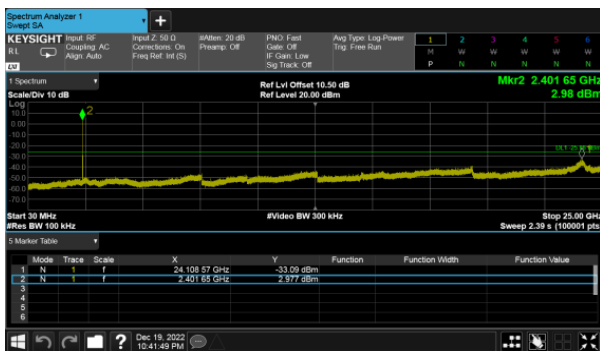 Spectrum Analyzer 1
Swept SA
+
KEYSIGHT Input: RF Input Z: 50 Ω #Atten: 20 dB PNO: Fast Avg Type: Log-Power 1 2 3 4 5 6
RL Coupling: AC Corrections: On Preamp: Off Gate: Off Trig: Free Run M W W W W W
Align: Auto Freq Ref: Int (S) IF Gain: Low
Sig Track: Off P N N N N N
LXI
1 Spectrum Ref Lvl Offset 10.50 dB Mkr2 2.401 65 GHz
Scale/Div 10 dB Ref Level 20.00 dBm 2.98 dBm
Log
10.0 2
0.00
-10.0
-20.0
-30.0
-40.0
-50.0
-60.0
-70.0
Start 30 MHz #Video BW 300 kHz Stop 25.00 GHz
#Res BW 100 kHz Sweep 2.39 s (100001 pts)
5 Marker Table
Mode Trace Scale X Y Function Function Width Function Value
1 N 1 f 24.108 57 GHz -33.09 dBm
2 N 1 f 2.401 65 GHz 2.977 dBm
3
4
5
6
? Dec 19, 2022
10:41:49 PM